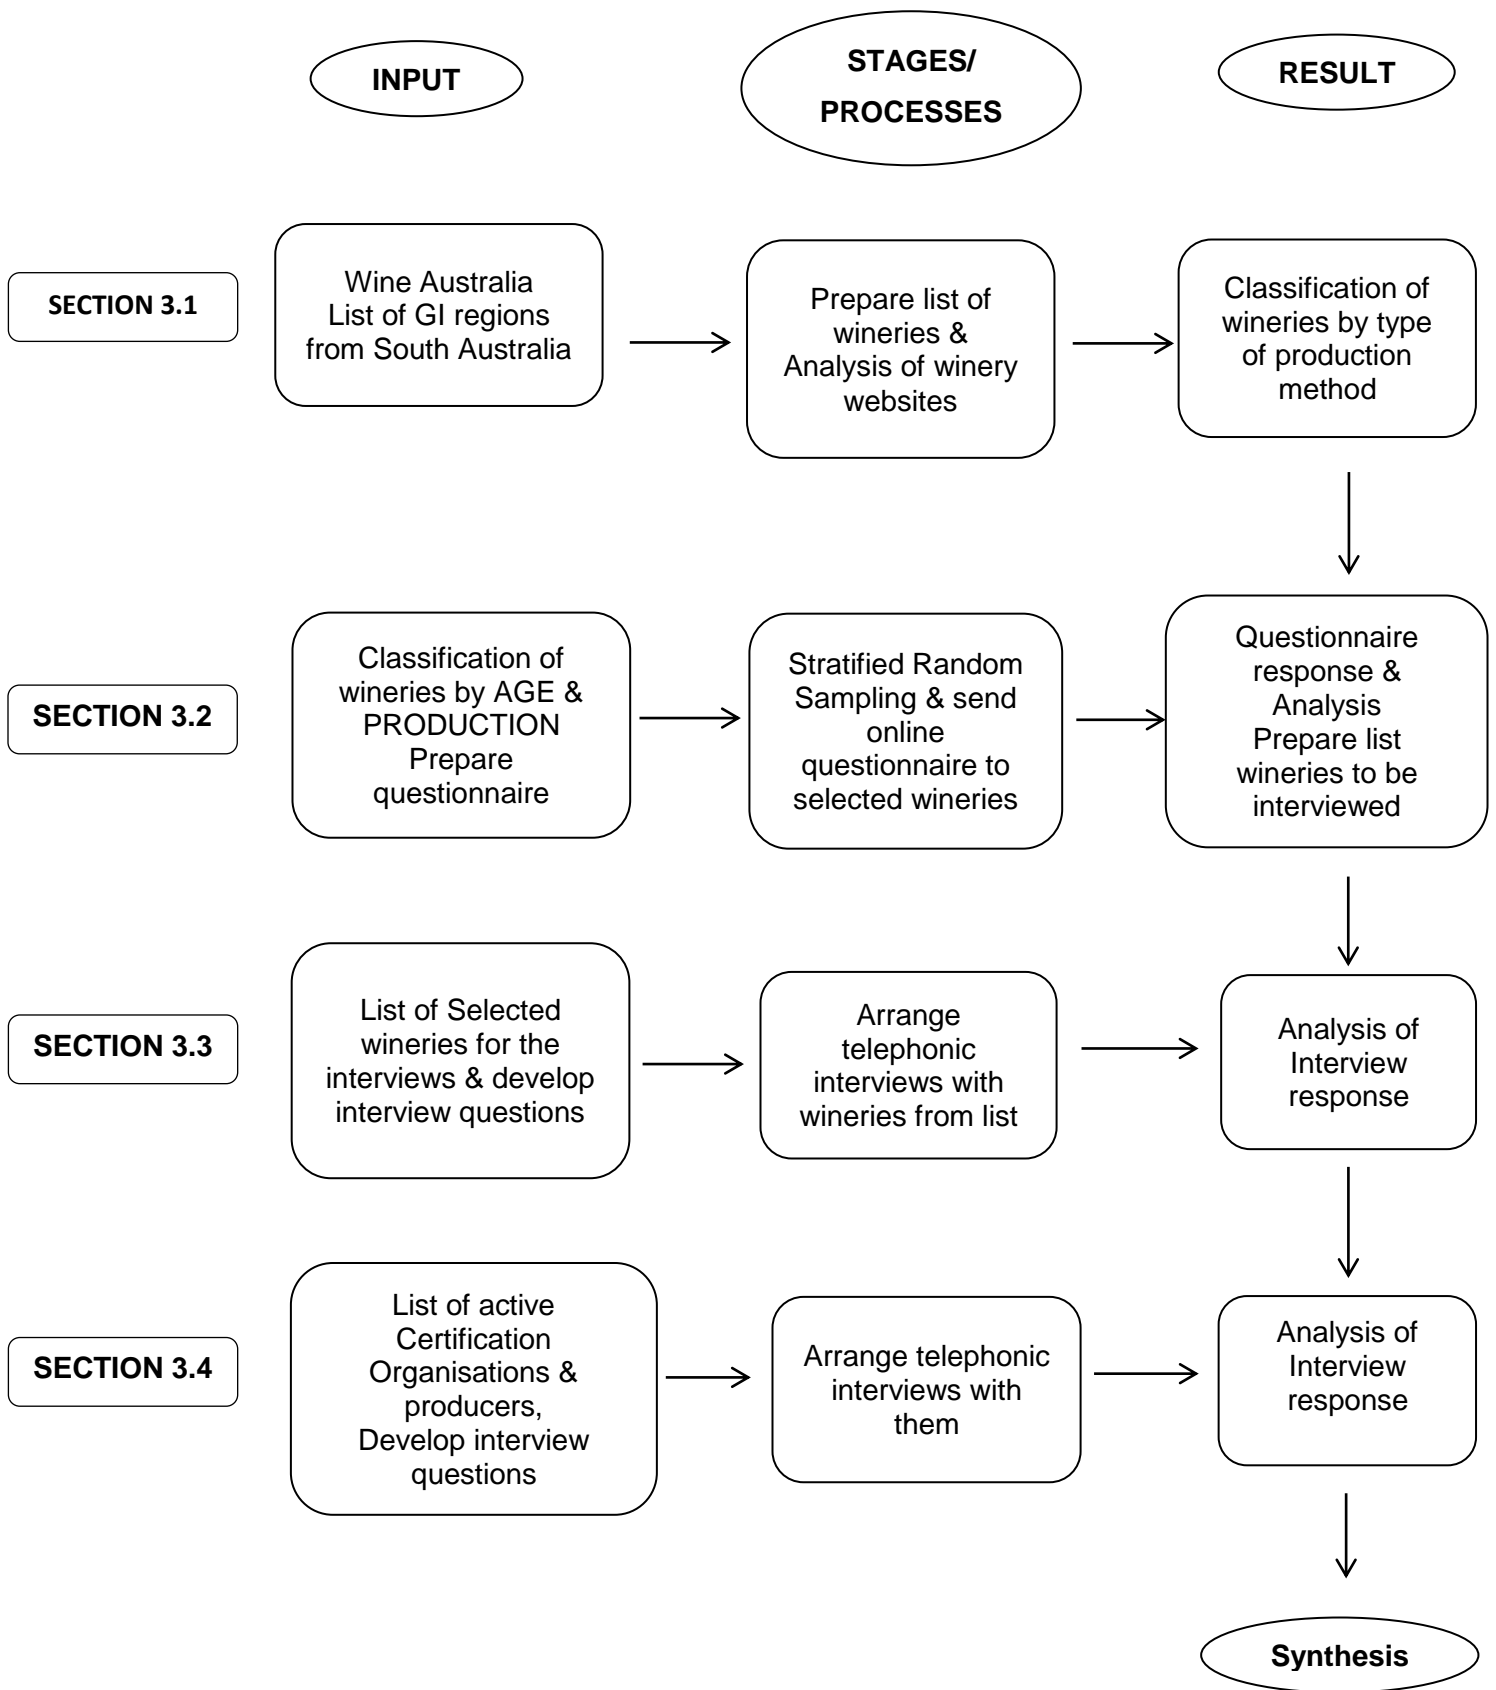 INPUT
STAGES/
PROCESSES
RESULT
SECTION 3.1
Wine Australia
List of GI regions
from South Australia
Prepare list of
wineries &
Analysis of winery
websites
Classification of
wineries by type
of production
method
SECTION 3.2
Classification of
wineries by AGE &
PRODUCTION
Prepare
questionnaire
Stratified Random
Sampling & send
online
questionnaire to
selected wineries
Questionnaire
response &
Analysis
Prepare list
wineries to be
interviewed
SECTION 3.3
List of Selected
wineries for the
interviews & develop
interview questions
Arrange
telephonic
interviews with
wineries from list
Analysis of
Interview
response
SECTION 3.4
List of active
Certification
Organisations &
producers,
Develop interview
questions
Arrange telephonic
interviews with
them
Analysis of
Interview
response
Synthesis